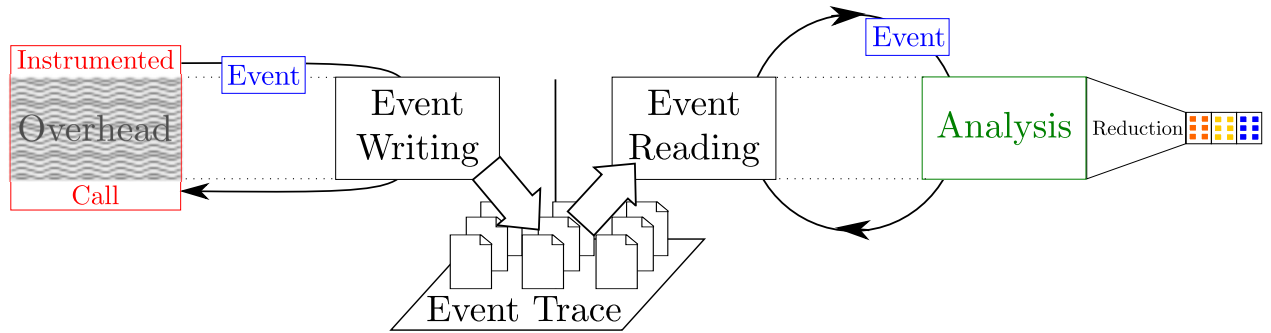 Instrumented
Overhead
Call
Event
Event
Writing
Event Trace
Event
Reading
Event
Analysis
Reduction